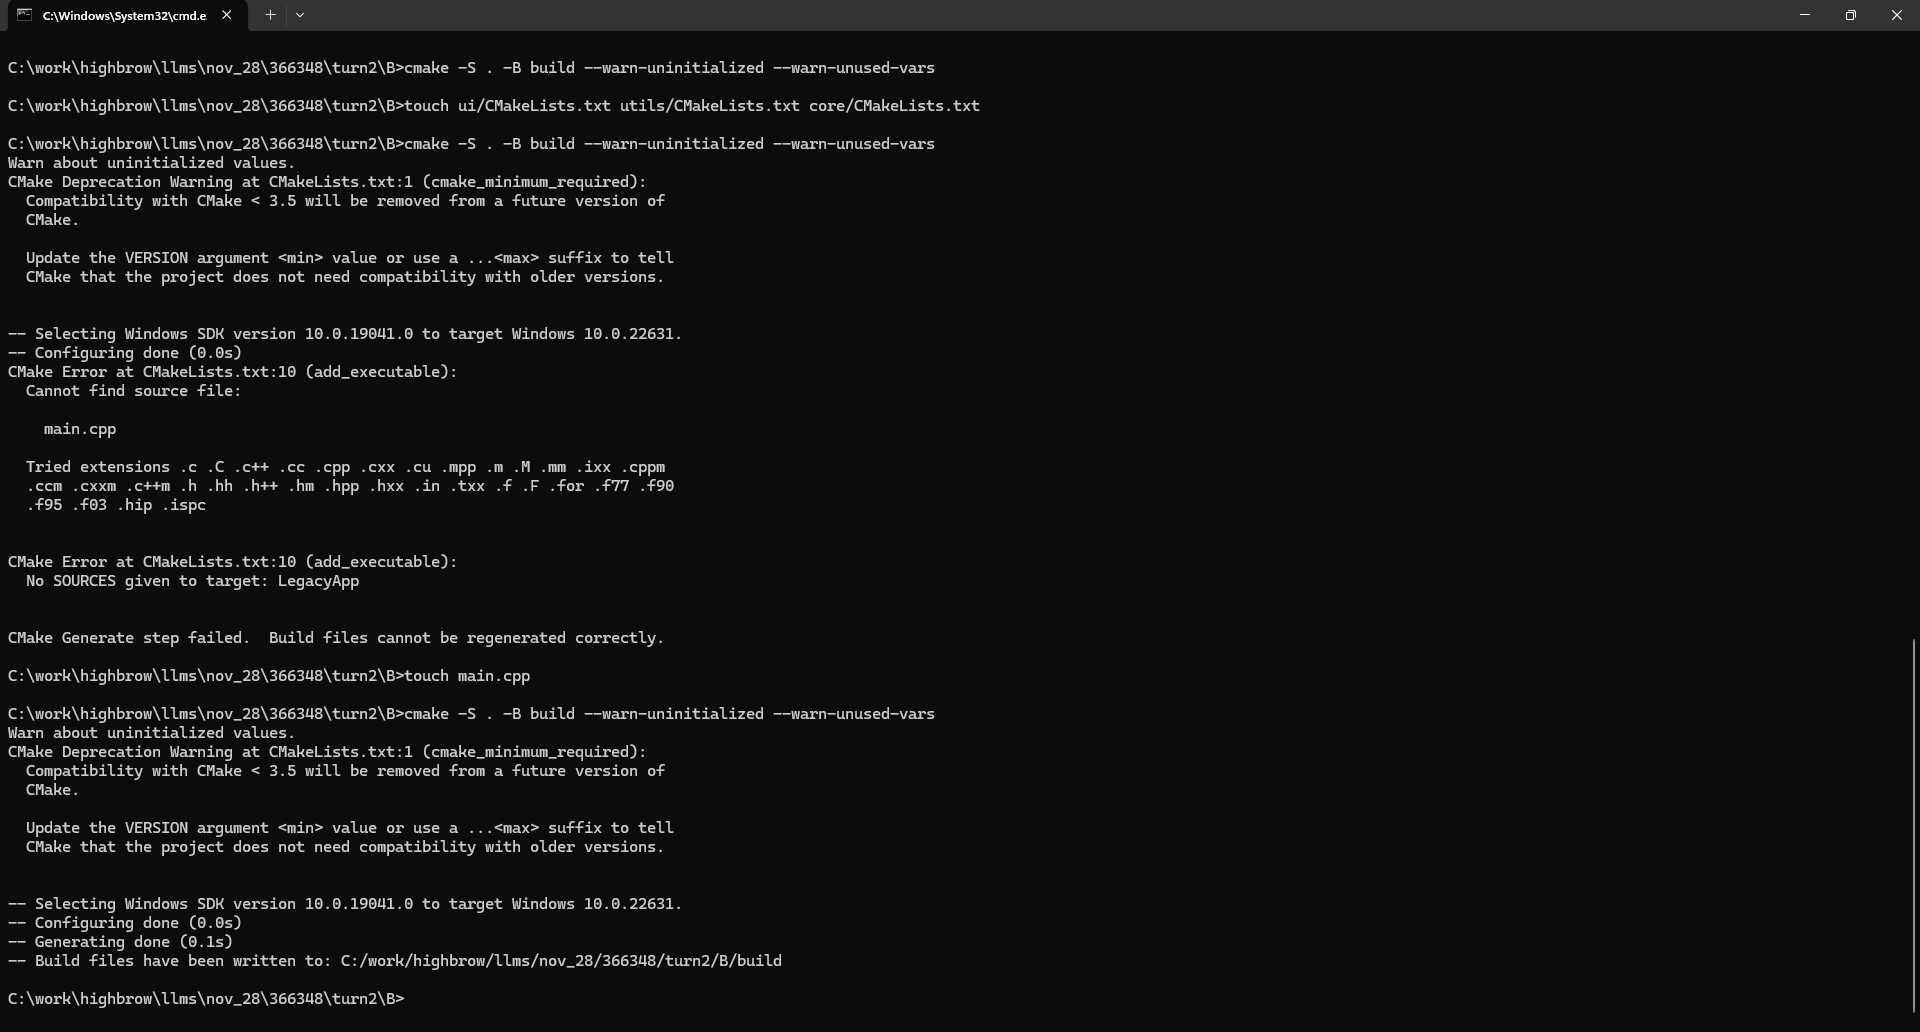 C:\Windows\System32\cmd.e
C:\work\highbrow\llms\nov_28\366348\turn2\B>cmake -S . -B build --warn-uninitialized --warn-unused-vars
C:\work\highbrow\llms\nov_28\366348\turn2\B>touch ui/CMakeLists.txt utils/CMakeLists.txt core/CMakeLists.txt
C:\work\highbrow\llms\nov_28\366348\turn2\B>cmake -S . -B build --warn-uninitialized --warn-unused-vars
Warn about uninitialized values.
CMake Deprecation Warning at CMakeLists.txt:1 (cmake_minimum_required):
  Compatibility with CMake < 3.5 will be removed from a future version of
  CMake.
  Update the VERSION argument <min> value or use a ...<max> suffix to tell
  CMake that the project does not need compatibility with older versions.
-- Selecting Windows SDK version 10.0.19041.0 to target Windows 10.0.22631.
-- Configuring done (0.0s)
CMake Error at CMakeLists.txt:10 (add_executable):
  Cannot find source file:
    main.cpp
  Tried extensions .c .C .c++ .cc .cpp .cxx .cu .mpp .m .M .mm .ixx .cppm
  .ccm .cxxm .c++m .h .hh .h++ .hm .hpp .hxx .in .txx .f .F .for .f77 .f90
  .f95 .f03 .hip .ispc
CMake Error at CMakeLists.txt:10 (add_executable):
  No SOURCES given to target: LegacyApp
CMake Generate step failed.  Build files cannot be regenerated correctly.
C:\work\highbrow\llms\nov_28\366348\turn2\B>touch main.cpp
C:\work\highbrow\llms\nov_28\366348\turn2\B>cmake -S . -B build --warn-uninitialized --warn-unused-vars
Warn about uninitialized values.
CMake Deprecation Warning at CMakeLists.txt:1 (cmake_minimum_required):
  Compatibility with CMake < 3.5 will be removed from a future version of
  CMake.
  Update the VERSION argument <min> value or use a ...<max> suffix to tell
  CMake that the project does not need compatibility with older versions.
-- Selecting Windows SDK version 10.0.19041.0 to target Windows 10.0.22631.
-- Configuring done (0.0s)
-- Generating done (0.1s)
-- Build files have been written to: C:/work/highbrow/llms/nov_28/366348/turn2/B/build
C:\work\highbrow\llms\nov_28\366348\turn2\B>